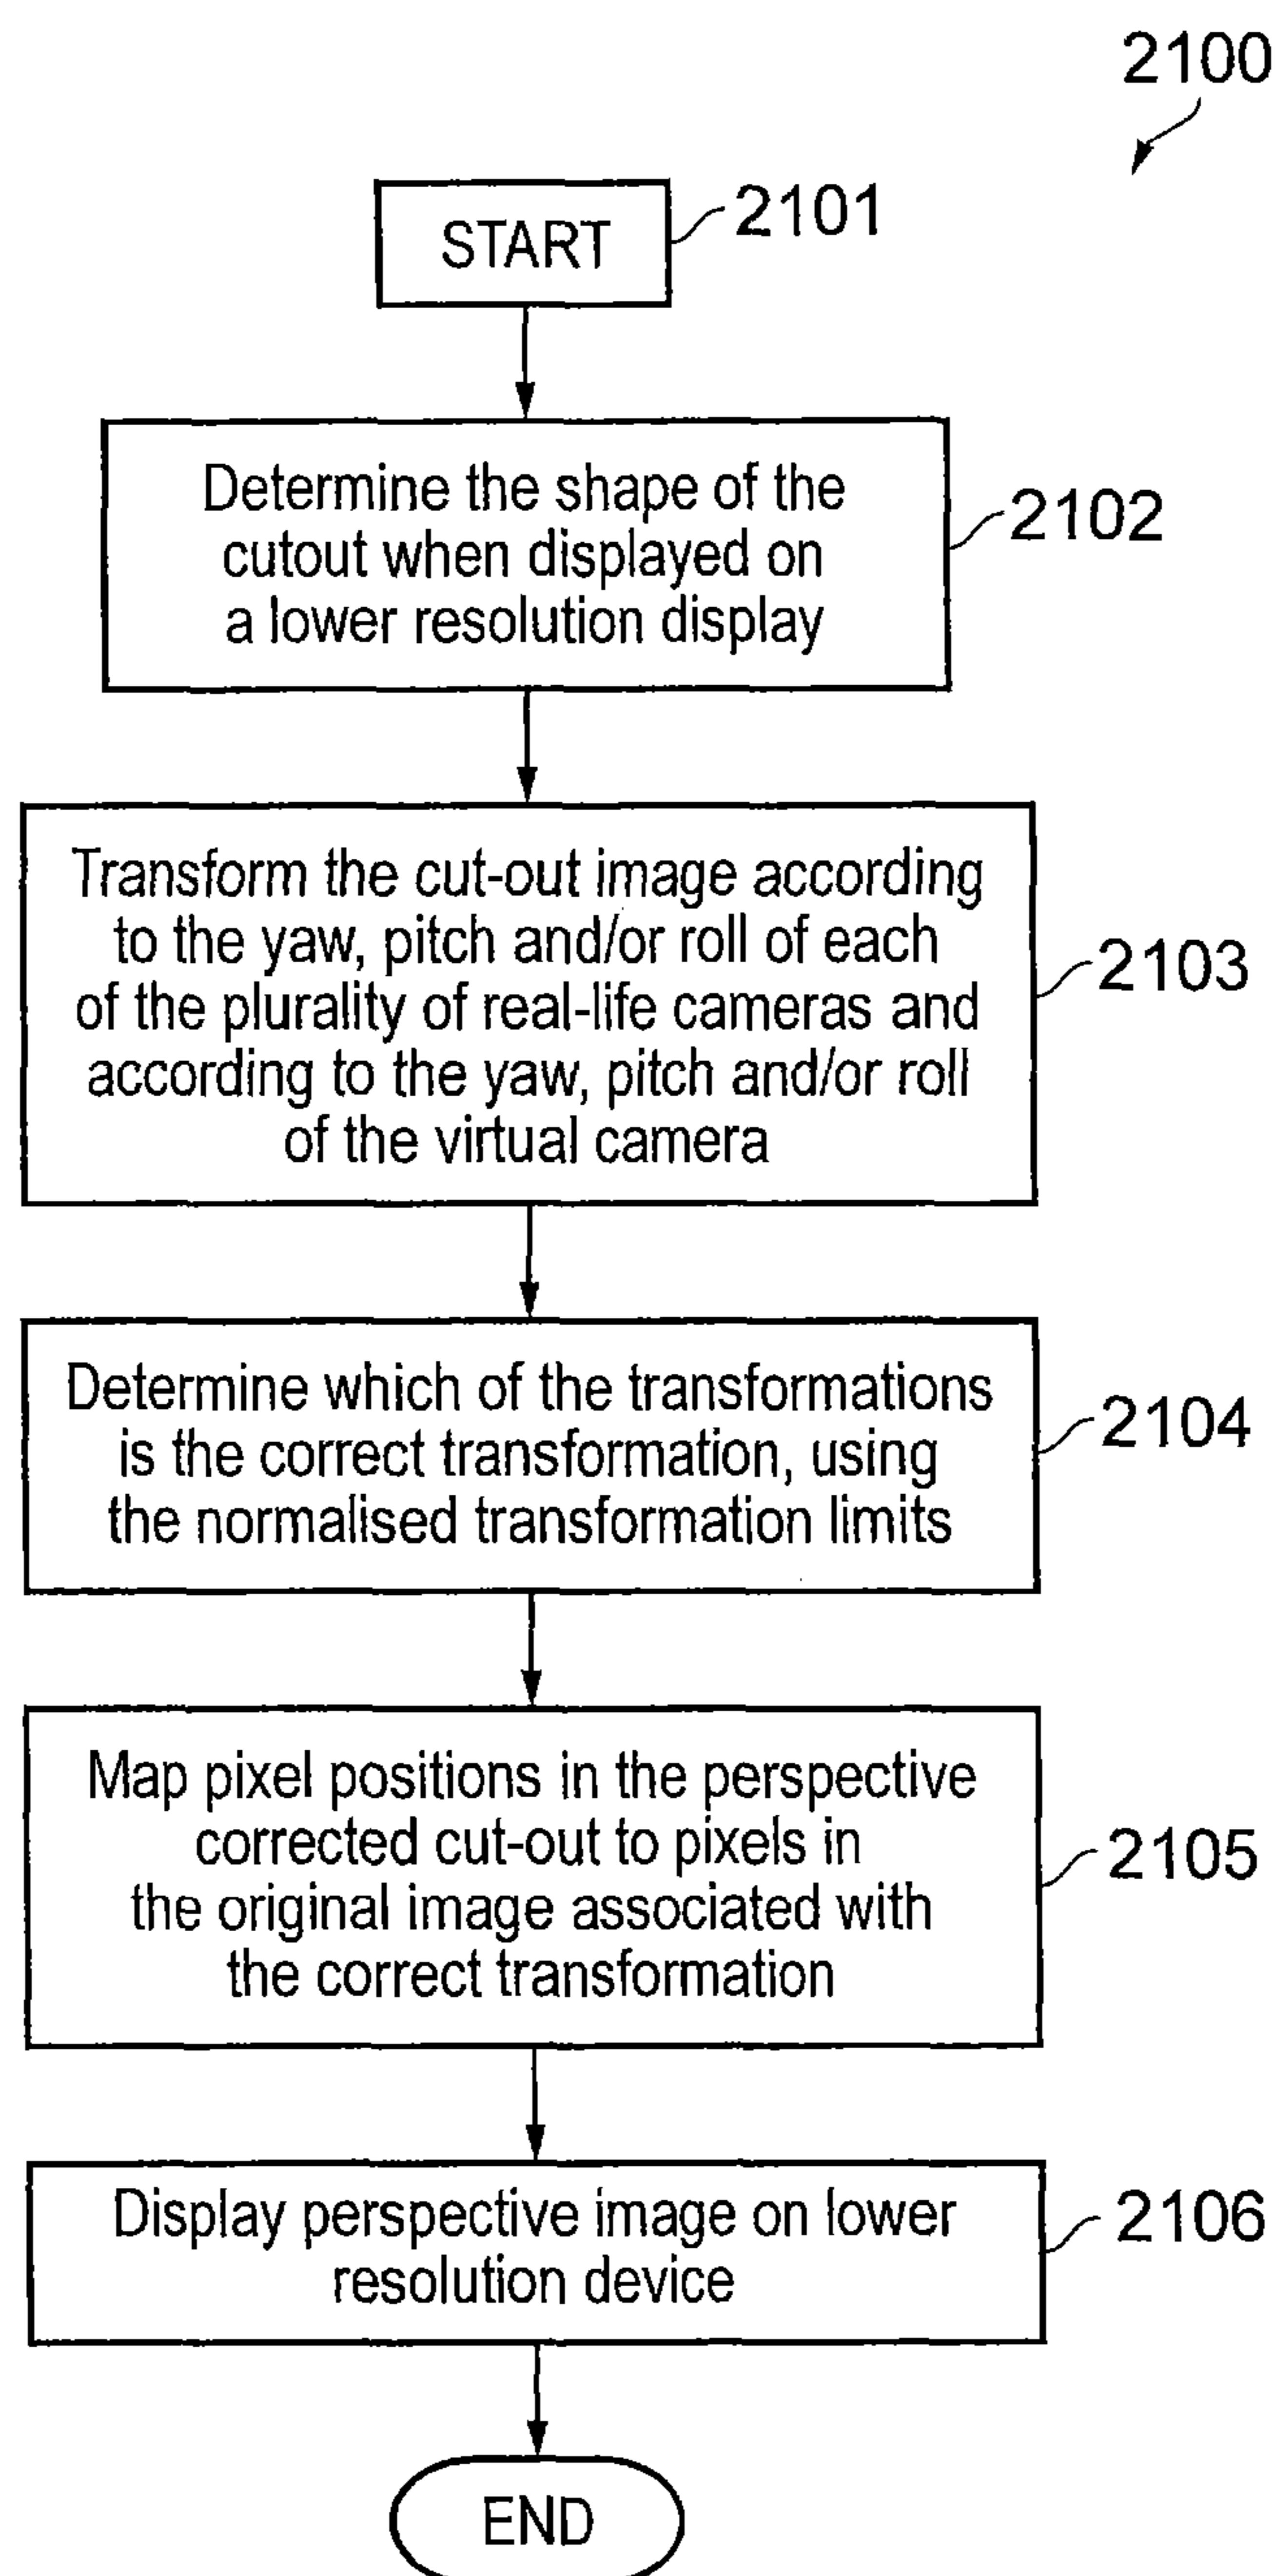 2100
START
2101
Determine the shape of the
cutout when displayed on
a lower resolution display
2102
Transform the cut-out image according
to the yaw, pitch and/or roll of each
of the plurality of real-life cameras and
according to the yaw, pitch and/or roll
of the virtual camera
2103
Determine which of the transformations
is the correct transformation, using
the normalised transformation limits
2104
Map pixel positions in the perspective
corrected cut-out to pixels in
the original image associated with
the correct transformation
2105
Display perspective image on lower
resolution device
2106
END